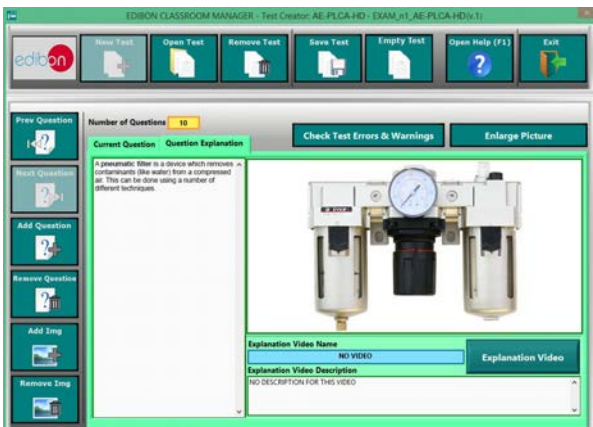 EDIBON CLASSROOM MANAGER - Test Creator: AE-PLCA-HD - EXAM_n1_AE-PLCA-HD(v.1)
edibon
New Test
Open Test
Remove Test
Save Test
Empty Test
Open Help (F1)
Exit
Prev Question
Number of Questions 10
Check Test Errors & Warnings
Enlarge Picture
Current Question
Question Explanation
A pneumatic filter is a device which removes
contaminants (like water) from a compressed
air. This can be done using a number of
different techniques.
Next Question
Add Question
Remove Question
Add Img
Remove Img
Explanation Video Name
NO VIDEO
Explanation Video
Explanation Video Description
NO DESCRIPTION FOR THIS VIDEO